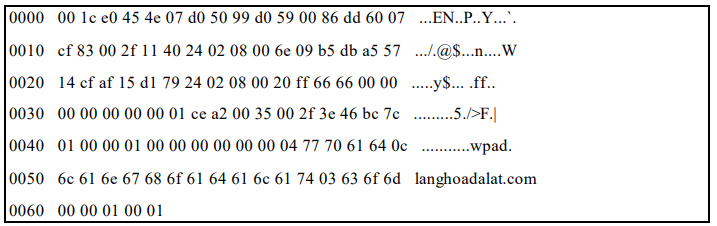 0000 00 1c e0 45 4e 07 d0 50 99 d0 59 00 86 dd 60 07 ...EN..P..Y...`.
0010 cf 83 00 2f 11 40 24 02 08 00 6e 09 b5 db a5 57 .../.@$...n....W
0020 14 cf af 15 d1 79 24 02 08 00 20 ff 66 66 00 00 .....y$... .ff..
0030 00 00 00 00 00 01 ce a2 00 35 00 2f 3e 46 bc 7c .........5./>F.|
0040 01 00 00 01 00 00 00 00 00 00 04 77 70 61 64 0c ...........wpad.
0050 6c 61 6e 67 68 6f 61 64 61 6c 61 74 03 63 6f 6d langhoadalat.com
0060 00 00 01 00 01